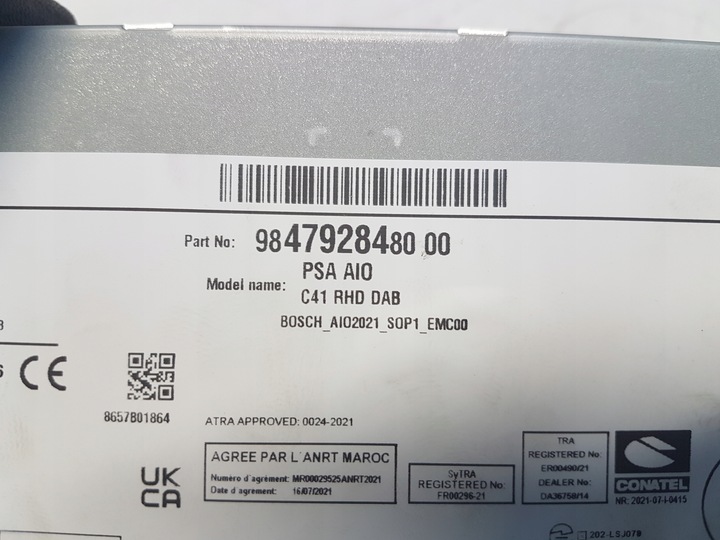 Part No: 9847928480 00
Model name: PSA AIO
C41 RHD DAB
BOSCH_AIO2021_SOP1_EMC00
CE
8657B01864
ATRA APPROVED: 0024-2021
UK
CA
AGREE PAR L'ANRT MAROC
Numéro d'agrément: MR00029525ANRT2021
Date d'agrément: 16/07/2021
SyTRA
REGISTERED No:
FR00296-21
TRA
REGISTERED No:
ER00490/21
DEALER No:
DA36758/14
CONATEL
NR: 2021-07-I-0415
202-LSJ079